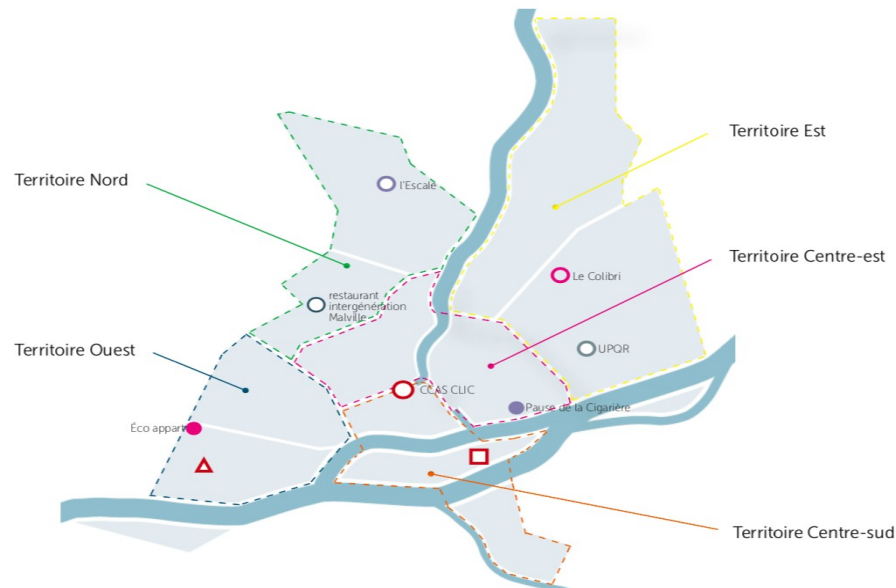 Territoire Est
Territoire Nord
l'Escale
Territoire Centre-est
Le Colibri
restaurant
intergénération
Malville
Territoire Ouest
UPQR
CCAS CLIC
Pause de la Cigarière
Éco appart
Territoire Centre-sud